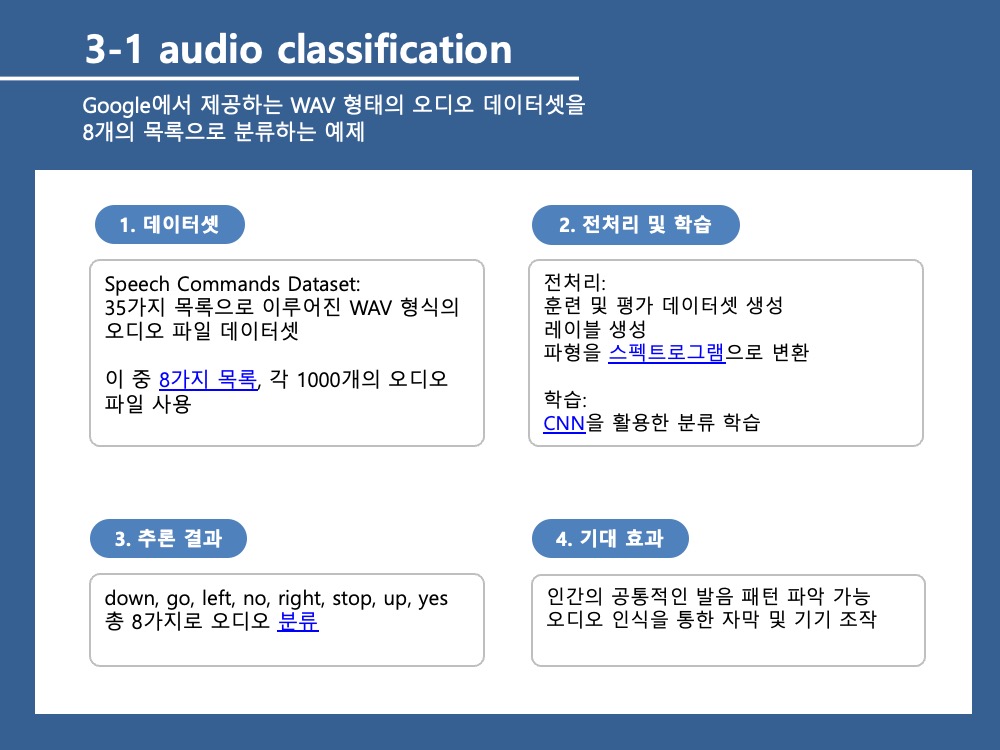 3-1 audio classification
Google에서 제공하는 WAV 형태의 오디오 데이터셋을
8개의 목록으로 분류하는 예제
1. 데이터셋
Speech Commands Dataset:
35가지 목록으로 이루어진 WAV 형식의
오디오 파일 데이터셋
이 중 8가지 목록, 각 1000개의 오디오
파일 사용
2. 전처리 및 학습
전처리:
훈련 및 평가 데이터셋 생성
레이블 생성
파형을 스펙트로그램으로 변환
학습:
CNN을 활용한 분류 학습
3. 추론 결과
down, go, left, no, right, stop, up, yes
총 8가지로 오디오 분류
4. 기대 효과
인간의 공통적인 발음 패턴 파악 가능
오디오 인식을 통한 자막 및 기기 조작